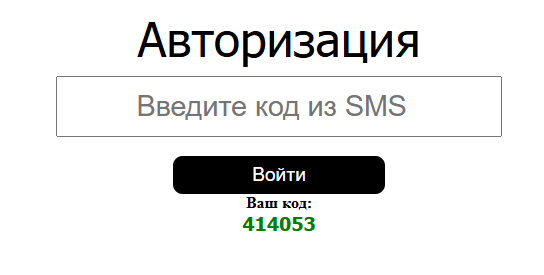 Авторизация
Введите код из SMS
Войти
Ваш код:
414053